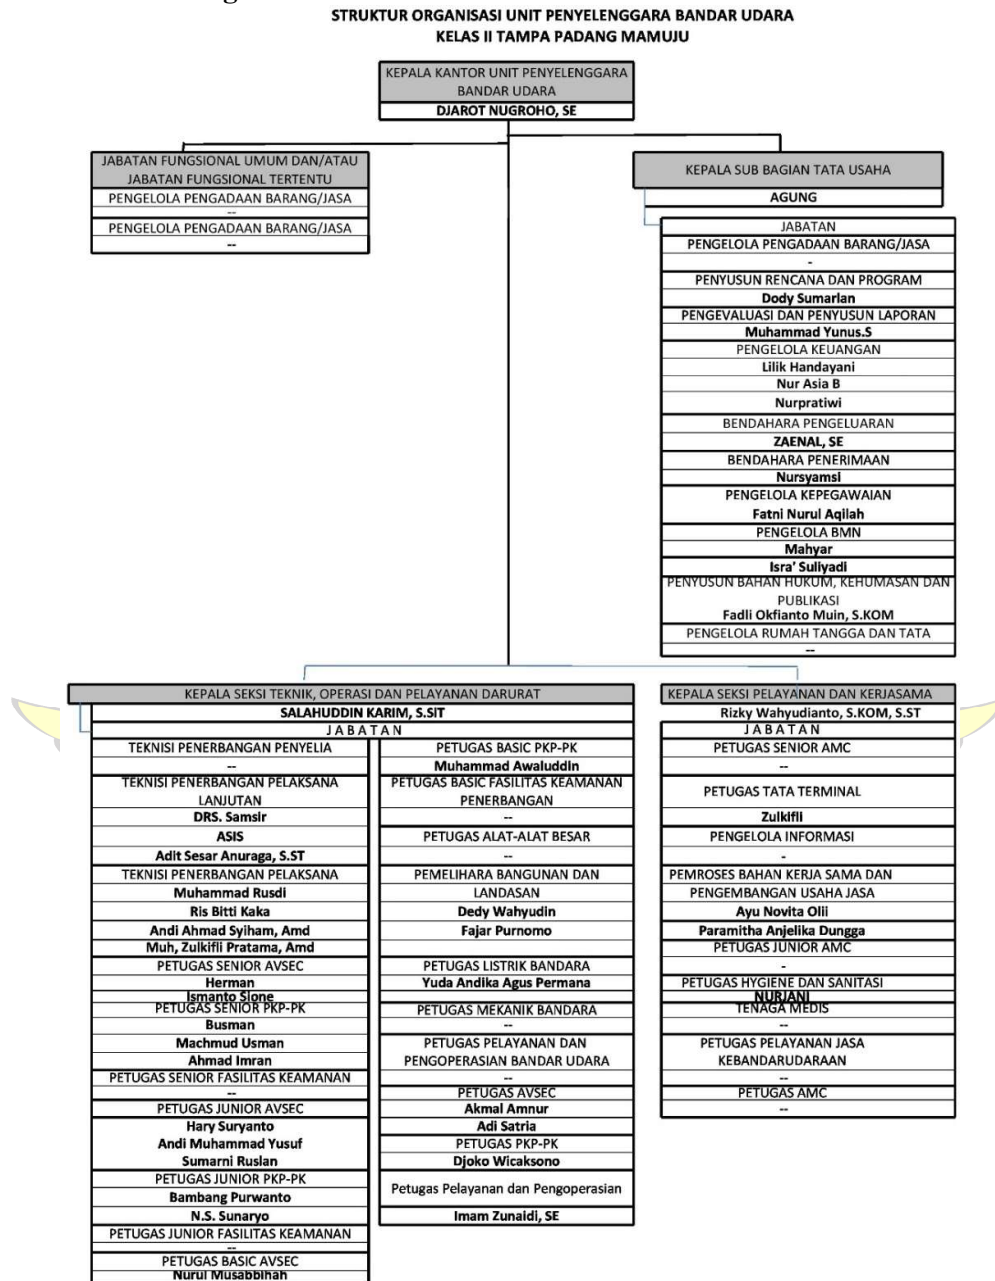 STRUKTUR ORGANISASI UNIT PENYELENGGARA BANDAR UDARA
KELAS II TAMPA PADANG MAMUJU
KEPALA KANTOR UNIT PENYELENGGARA
BANDAR UDARA
DJAROT NUGROHO, SE
JABATAN FUNGSIONAL UMUM DAN/ATAU
JABATAN FUNGSIONAL TERTENTU
PENGELOLA PENGADAAN BARANG/JASA
--
PENGELOLA PENGADAAN BARANG/JASA
--
KEPALA SUB BAGIAN TATA USAHA
AGUNG
JABATAN
PENGELOLA PENGADAAN BARANG/JASA
-
PENYUSUN RENCANA DAN PROGRAM
Dody Sumarlan
PENGEVALUASI DAN PENYUSUN LAPORAN
Muhammad Yunus.S
PENGELOLA KEUANGAN
Lilik Handayani
Nur Asia B
Nurpratiwi
BENDAHARA PENGELUARAN
ZAENAL, SE
BENDAHARA PENERIMAAN
Nursyamsi
PENGELOLA KEPEGAWAIAN
Fatni Nurul Aqilah
PENGELOLA BMN
Mahyar
Isra' Suliyadi
PENYUSUN BAHAN HUKUM, KEHUMASAN DAN
PUBLIKASI
Fadli Okfianto Muin, S.KOM
PENGELOLA RUMAH TANGGA DAN TATA
--
KEPALA SEKSI TEKNIK, OPERASI DAN PELAYANAN DARURAT
SALAHUDDIN KARIM, S.SiT
J A B A T A N
TEKNISI PENERBANGAN PENYELIA
--
TEKNISI PENERBANGAN PELAKSANA
LANJUTAN
DRS. Samsir
ASIS
Adit Sesar Anuraga, S.ST
TEKNISI PENERBANGAN PELAKSANA
Muhammad Rusdi
Ris Bitti Kaka
Andi Ahmad Syiham, Amd
Muh, Zulkifli Pratama, Amd
PETUGAS SENIOR AVSEC
Herman
Ismanto Slone
PETUGAS SENIOR PKP-PK
Busman
Machmud Usman
Ahmad Imran
PETUGAS SENIOR FASILITAS KEAMANAN
--
PETUGAS JUNIOR AVSEC
Hary Suryanto
Andi Muhammad Yusuf
Sumarni Ruslan
PETUGAS JUNIOR PKP-PK
Bambang Purwanto
N.S. Sunaryo
PETUGAS JUNIOR FASILITAS KEAMANAN
--
PETUGAS BASIC AVSEC
Nurul Musabbihah
PETUGAS BASIC PKP-PK
Muhammad Awaluddin
PETUGAS BASIC FASILITAS KEAMANAN
PENERBANGAN
--
PETUGAS ALAT-ALAT BESAR
--
PEMELIHARA BANGUNAN DAN
LANDASAN
Dedy Wahyudin
Fajar Purnomo
PETUGAS LISTRIK BANDARA
Yuda Andika Agus Permana
PETUGAS MEKANIK BANDARA
--
PETUGAS PELAYANAN DAN
PENGOPERASIAN BANDAR UDARA
--
PETUGAS AVSEC
Akmal Amnur
Adi Satria
PETUGAS PKP-PK
Djoko Wicaksono
Petugas Pelayanan dan Pengoperasian
Imam Zunaidi, SE
KEPALA SEKSI PELAYANAN DAN KERJASAMA
Rizky Wahyudianto, S.KOM, S.ST
J A B A T A N
PETUGAS SENIOR AMC
--
PETUGAS TATA TERMINAL
Zulkifli
PENGELOLA INFORMASI
-
PEMROSES BAHAN KERJA SAMA DAN
PENGEMBANGAN USAHA JASA
Ayu Novita Olii
Paramitha Anjelika Dungga
PETUGAS JUNIOR AMC
-
PETUGAS HYGIENE DAN SANITASI
NURJANI
TENAGA MEDIS
--
PETUGAS PELAYANAN JASA
KEBANDARUDARAAN
--
PETUGAS AMC
--